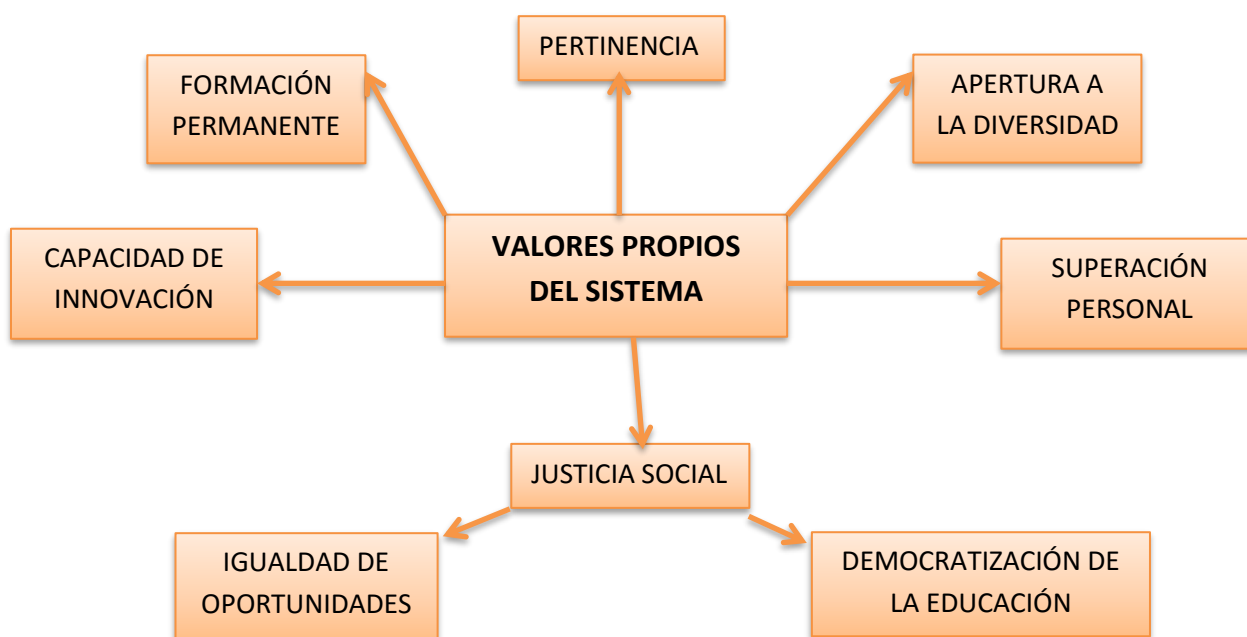 PERTINENCIA
FORMACIÓN
PERMANENTE
APERTURA A
LA DIVERSIDAD
VALORES PROPIOS
DEL SISTEMA
CAPACIDAD DE
INNOVACIÓN
SUPERACIÓN
PERSONAL
JUSTICIA SOCIAL
IGUALDAD DE
OPORTUNIDADES
DEMOCRATIZACIÓN DE
LA EDUCACIÓN